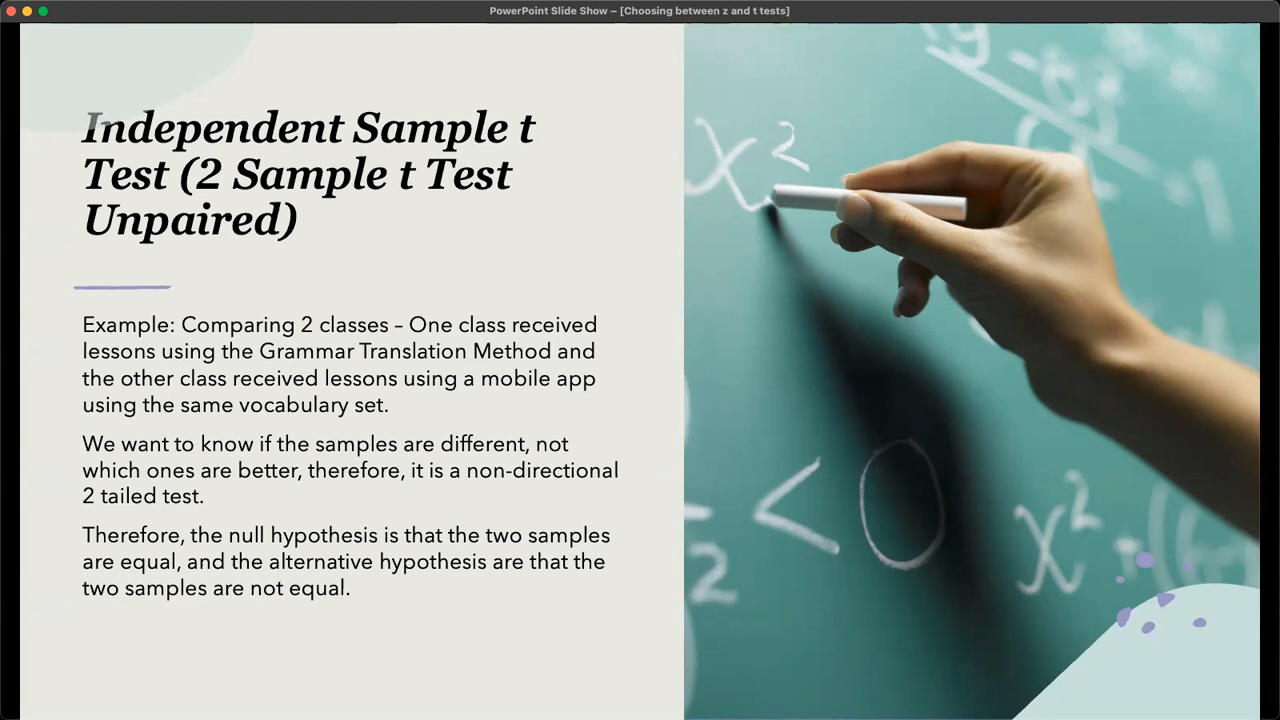 PowerPoint Slide Show – [Choosing between z and t tests]
Independent Sample t
Test (2 Sample t Test
Unpaired)
Example: Comparing 2 classes – One class received
lessons using the Grammar Translation Method and
the other class received lessons using a mobile app
using the same vocabulary set.
We want to know if the samples are different, not
which ones are better, therefore, it is a non-directional
2 tailed test.
Therefore, the null hypothesis is that the two samples
are equal, and the alternative hypothesis are that the
two samples are not equal.
x²
< 0
2
x² +